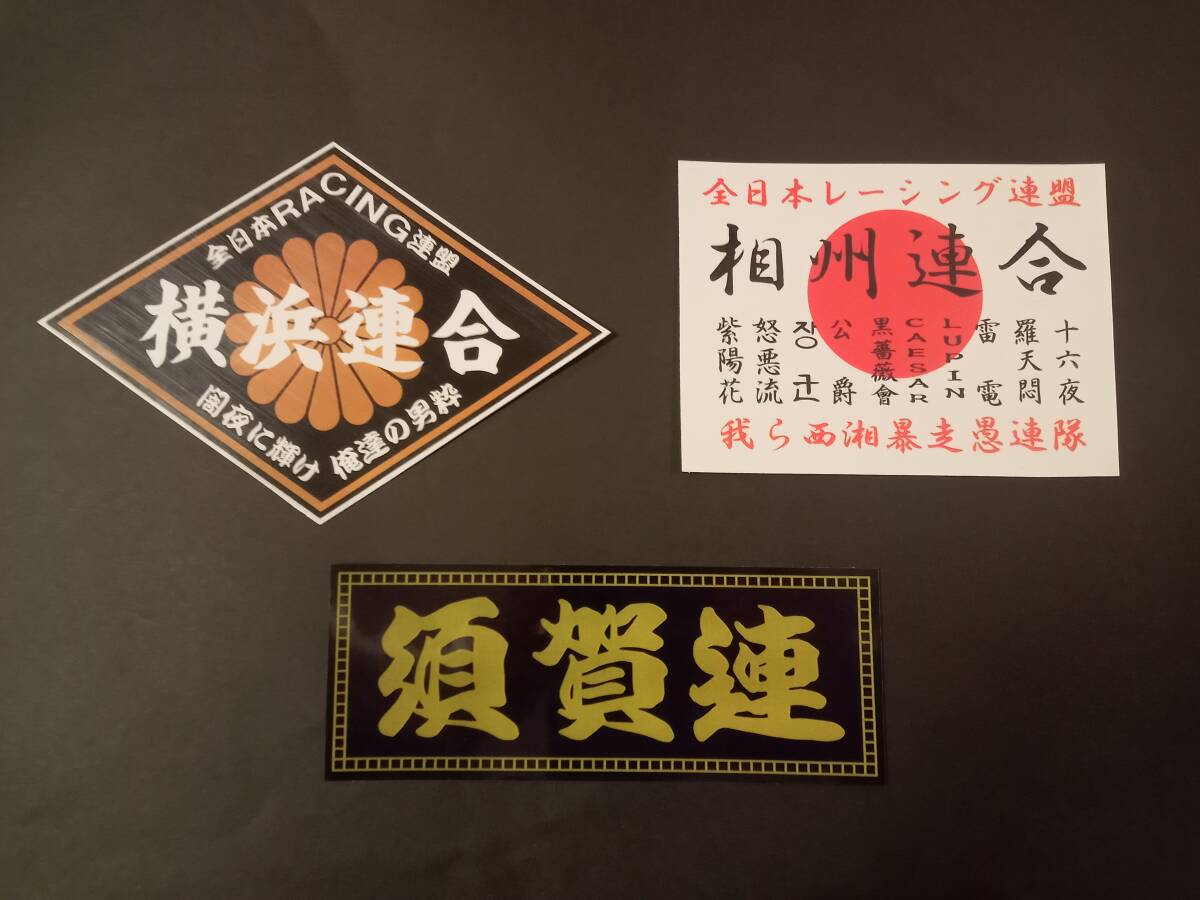 全日本RACING連盟
横浜連合
闇夜に輝け 俺達の男粋
全日本レーシング連盟
相州連合
紫陽花
怒悪流
장군
公爵
黒薔薇會
CAESAR
LUPIN
雷電
羅天悶
十六夜
我ら西湘暴走愚連隊
須賀連